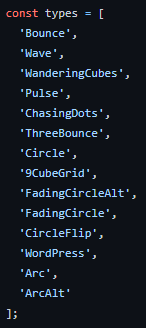 const types = [
  'Bounce',
  'Wave',
  'WanderingCubes',
  'Pulse',
  'ChasingDots',
  'ThreeBounce',
  'Circle',
  '9CubeGrid',
  'FadingCircleAlt',
  'FadingCircle',
  'CircleFlip',
  'WordPress',
  'Arc',
  'ArcAlt'
];